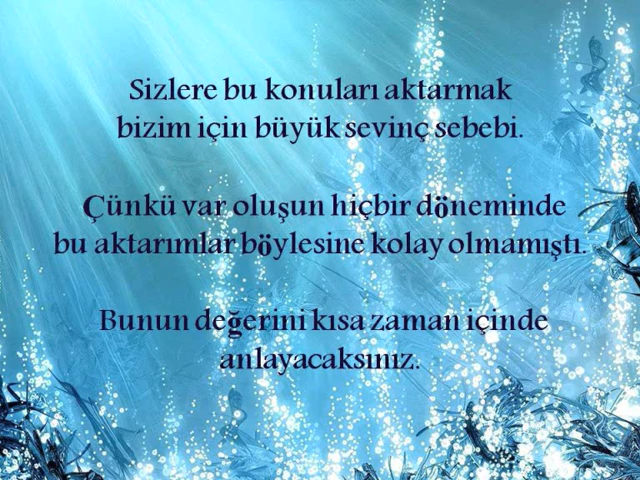 Sizlere bu konuları aktarmak
bizim için büyük sevinç sebebi.
Çünkü var oluşun hiçbir döneminde
bu aktarımlar böylesine kolay olmamıştı.
Bunun değerini kısa zaman içinde
anlayacaksınız.